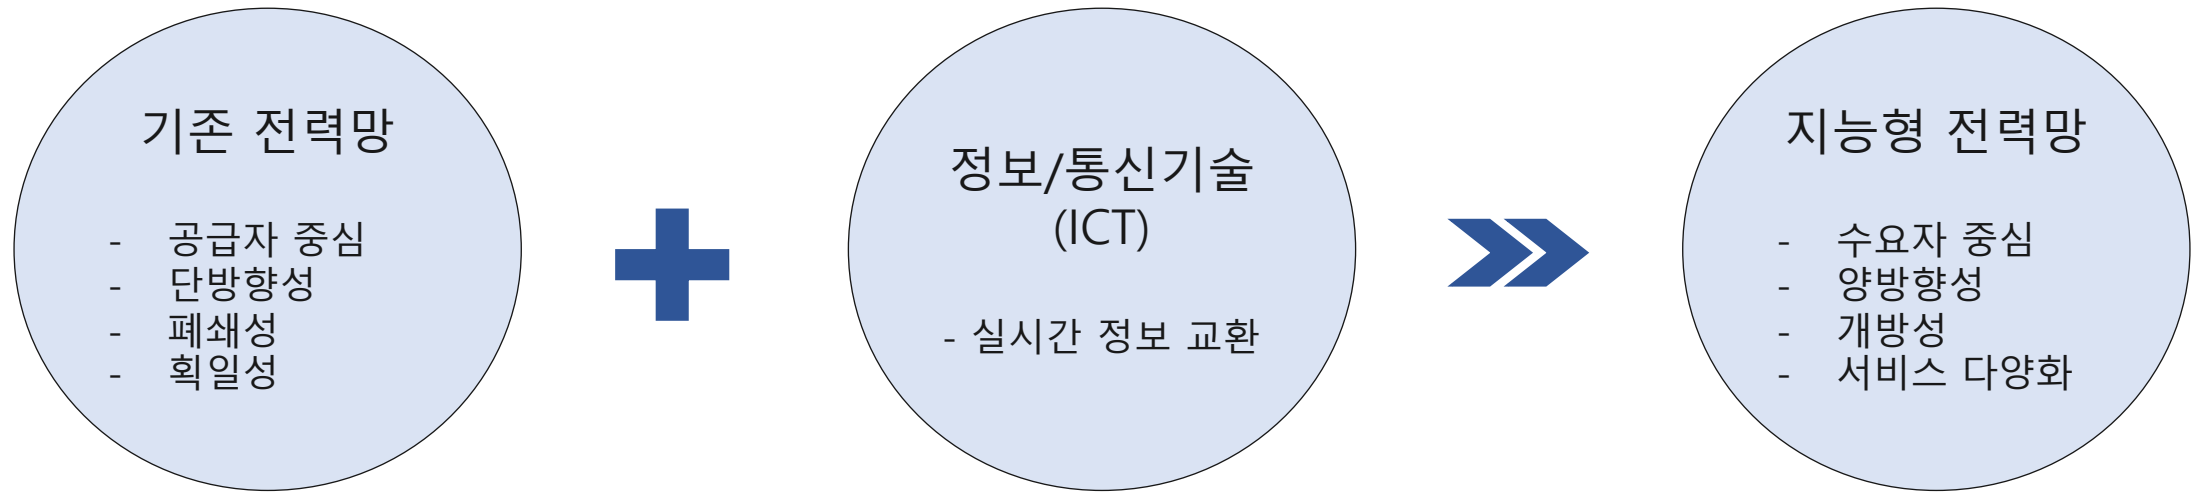 기존 전력망
- 공급자 중심
- 단방향성
- 폐쇄성
- 획일성
정보/통신기술
(ICT)
- 실시간 정보 교환
지능형 전력망
- 수요자 중심
- 양방향성
- 개방성
- 서비스 다양화